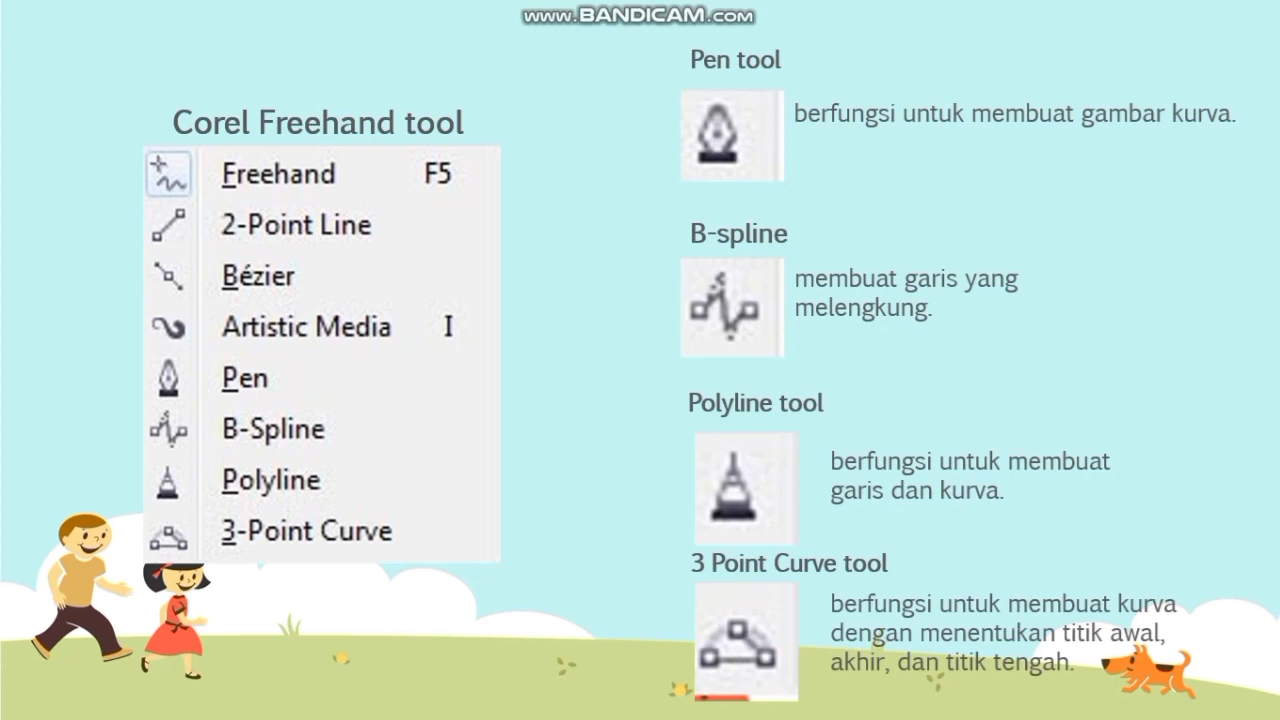 www.BANDICAM.com
Corel Freehand tool
Freehand F5
2-Point Line
Bézier
Artistic Media I
Pen
B-Spline
Polyline
3-Point Curve
Pen tool
berfungsi untuk membuat gambar kurva.
B-spline
membuat garis yang
melengkung.
Polyline tool
berfungsi untuk membuat
garis dan kurva.
3 Point Curve tool
berfungsi untuk membuat kurva
dengan menentukan titik awal,
akhir, dan titik tengah.